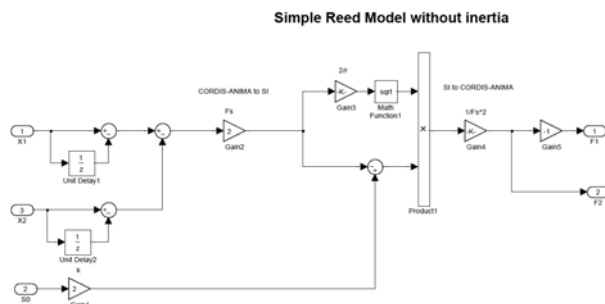 Simple Reed Model without inertia
2/r
-K-
Gain3
sqrt
Math
Function1
CORDIS-ANIMA to SI
SI to CORDIS-ANIMA
Fs
2
Gain2
1/Fs^2
-K-
Gain4
-1
Gain5
1
F1
1
X1
1
z
Unit Delay1
x
Product1
2
F2
3
X2
1
z
Unit Delay2
k
2
2
S0